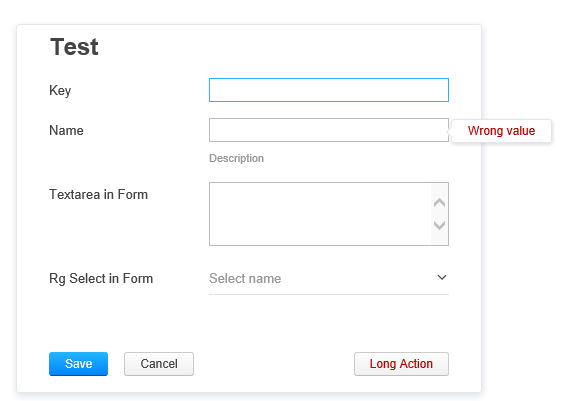 Test
Key
Name
Wrong value
Description
Textarea in Form
Rg Select in Form
Select name
Save
Cancel
Long Action